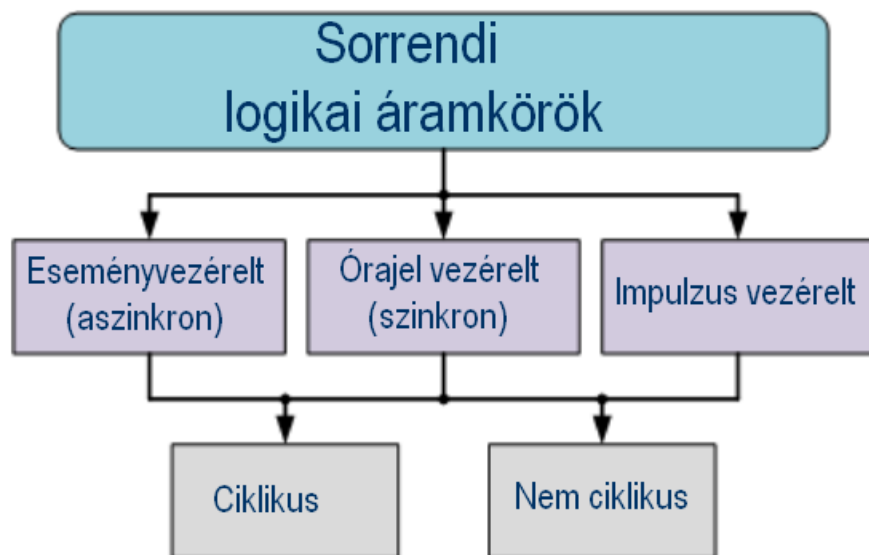 Sorrendi
logikai áramkörök
Eseményvezérelt
(aszinkron)
Órajel vezérelt
(szinkron)
Impulzus vezérelt
Ciklikus
Nem ciklikus